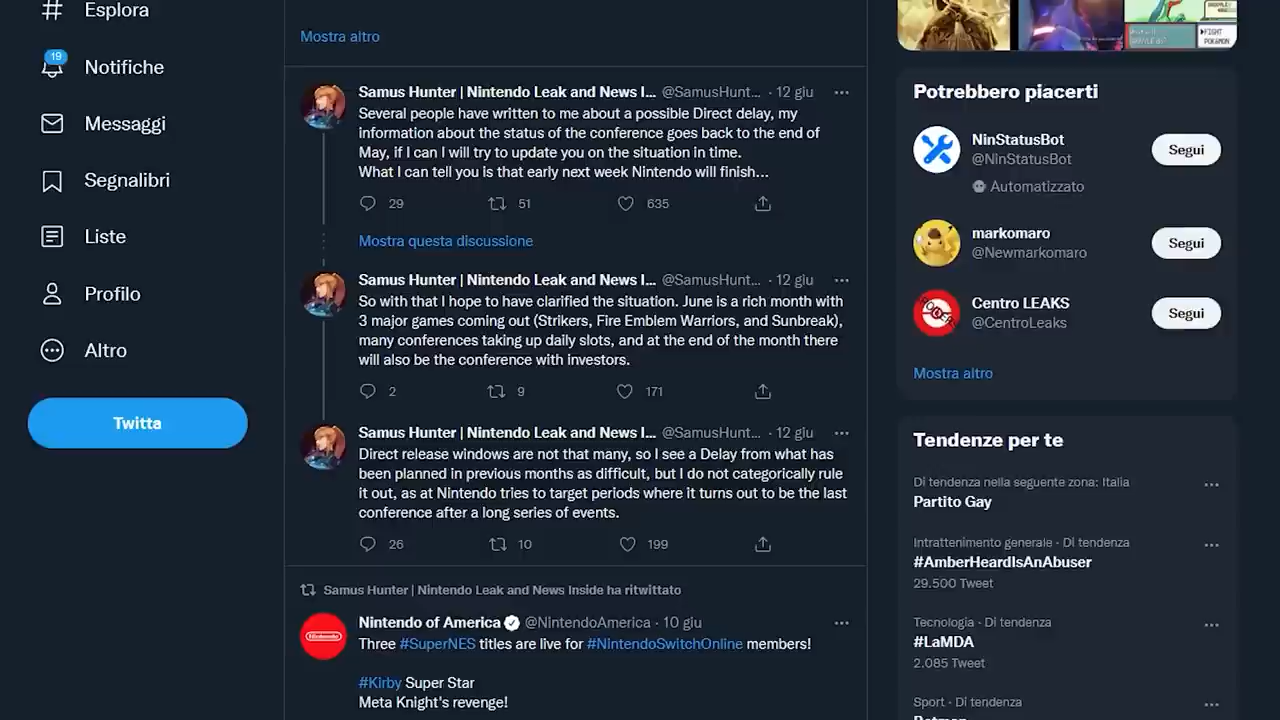 Esplora
19
Notifiche
Messaggi
Segnalibri
Liste
Profilo
Altro
Twitta
Mostra altro
Samus Hunter | Nintendo Leak and News I... @SamusHunt... · 12 giu
Several people have written to me about a possible Direct delay, my
information about the status of the conference goes back to the end of
May, if I can I will try to update you on the situation in time.
What I can tell you is that early next week Nintendo will finish...
29 51 635
Mostra questa discussione
Samus Hunter | Nintendo Leak and News I... @SamusHunt... · 12 giu
So with that I hope to have clarified the situation. June is a rich month with
3 major games coming out (Strikers, Fire Emblem Warriors, and Sunbreak),
many conferences taking up daily slots, and at the end of the month there
will also be the conference with investors.
2 9 171
Samus Hunter | Nintendo Leak and News I... @SamusHunt... · 12 giu
Direct release windows are not that many, so I see a Delay from what has
been planned in previous months as difficult, but I do not categorically rule
it out, as at Nintendo tries to target periods where it turns out to be the last
conference after a long series of events.
26 10 199
Samus Hunter | Nintendo Leak and News Inside ha ritwittato
Nintendo
Nintendo of America @NintendoAmerica · 10 giu
Three #SuperNES titles are live for #NintendoSwitchOnline members!
#Kirby Super Star
Meta Knight's revenge!
FIGHT
POKéMON
Potrebbero piacerti
NinStatusBot
@NinStatusBot
Automatizzato
Segui
markomaro
@Newmarkomaro
Segui
Centro LEAKS
@CentroLeaks
Segui
Mostra altro
Tendenze per te
Di tendenza nella seguente zona: Italia
Partito Gay
Intrattenimento generale · Di tendenza
#AmberHeardIsAnAbuser
29.500 Tweet
Tecnologia · Di tendenza
#LaMDA
2.085 Tweet
Sport · Di tendenza